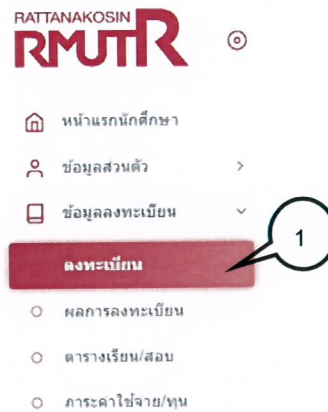 RATTANAKOSIN
RMUTR
หน้าแรกนักศึกษา
ข้อมูลส่วนตัว
ข้อมูลลงทะเบียน
ลงทะเบียน
1
ผลการลงทะเบียน
ตารางเรียน/สอบ
ภาระค่าใช้จ่าย/ทุน